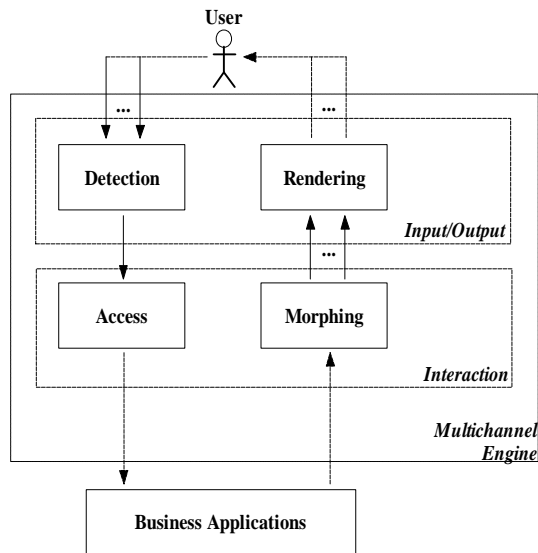 User
...
...
Detection
Rendering
Input/Output
...
Access
Morphing
Interaction
Multichannel
Engine
Business Applications